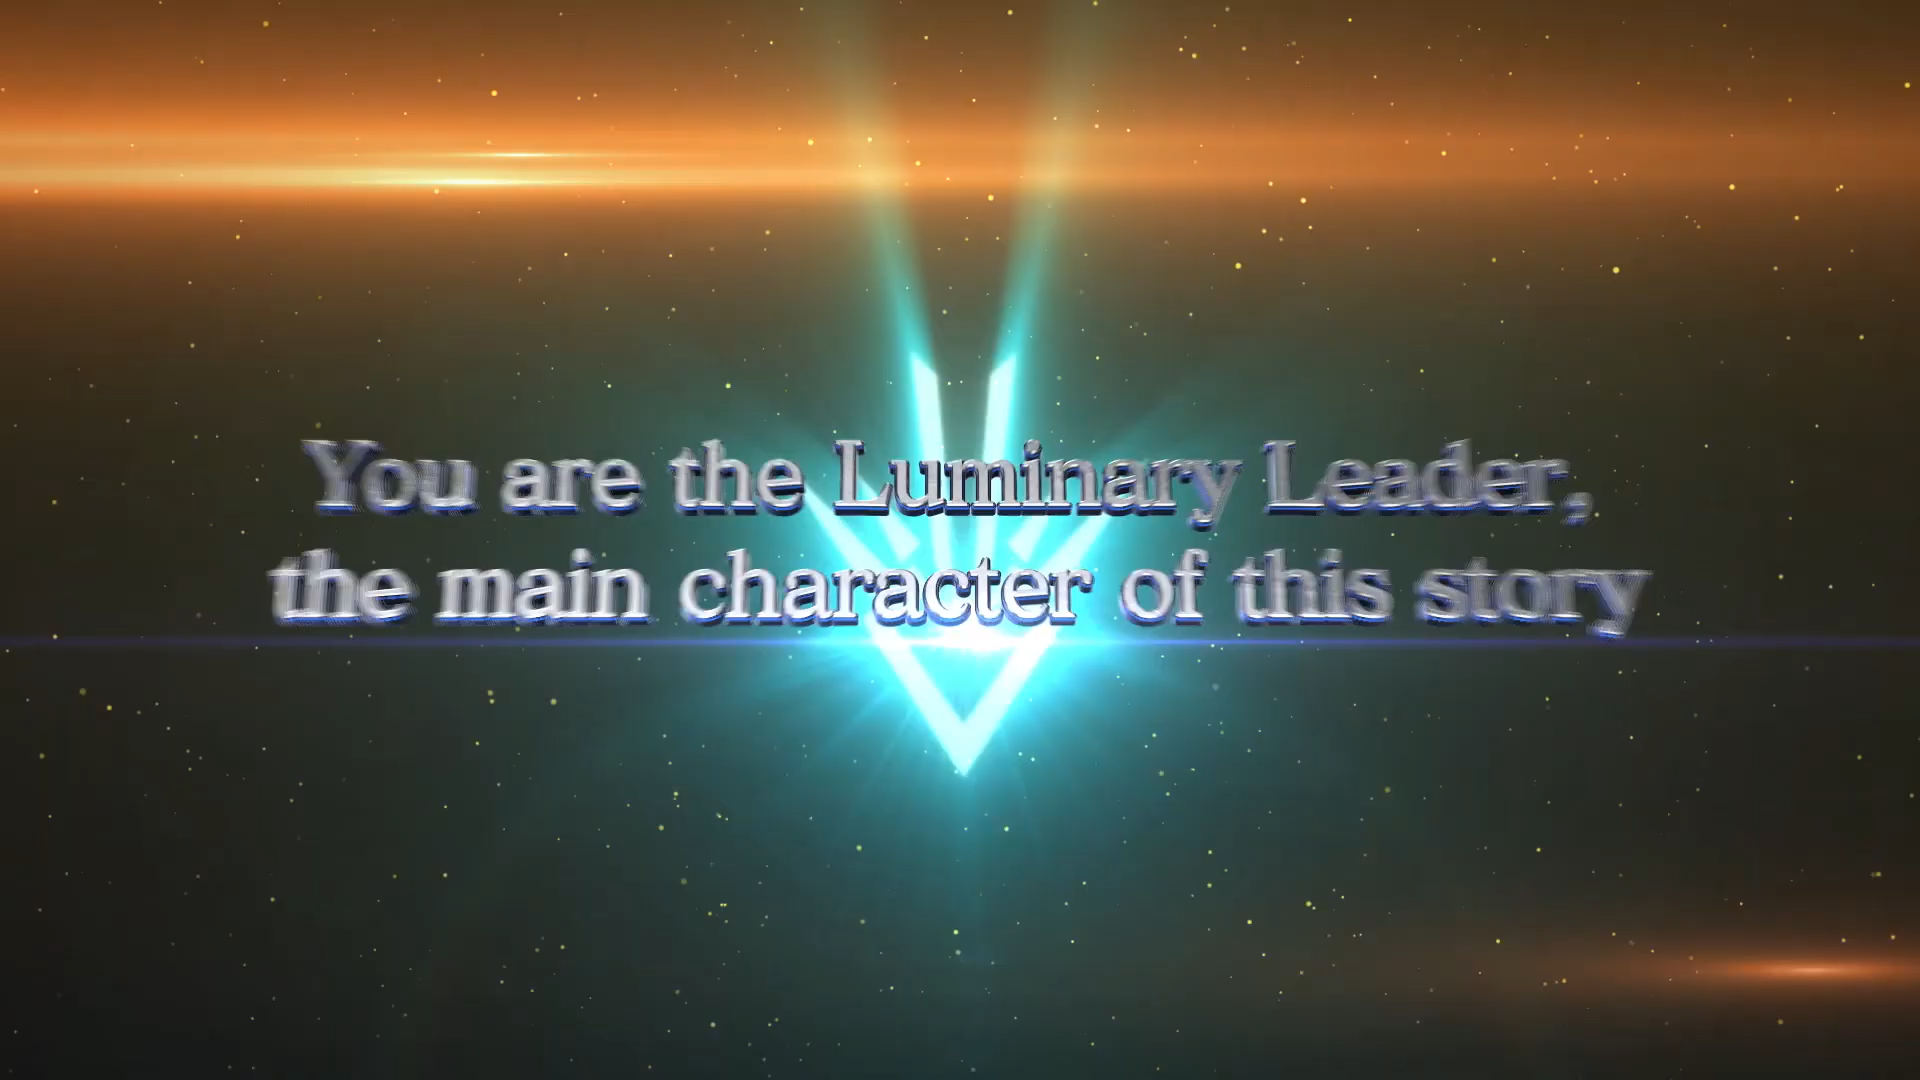 You are the Luminary Leader,
the main character of this story